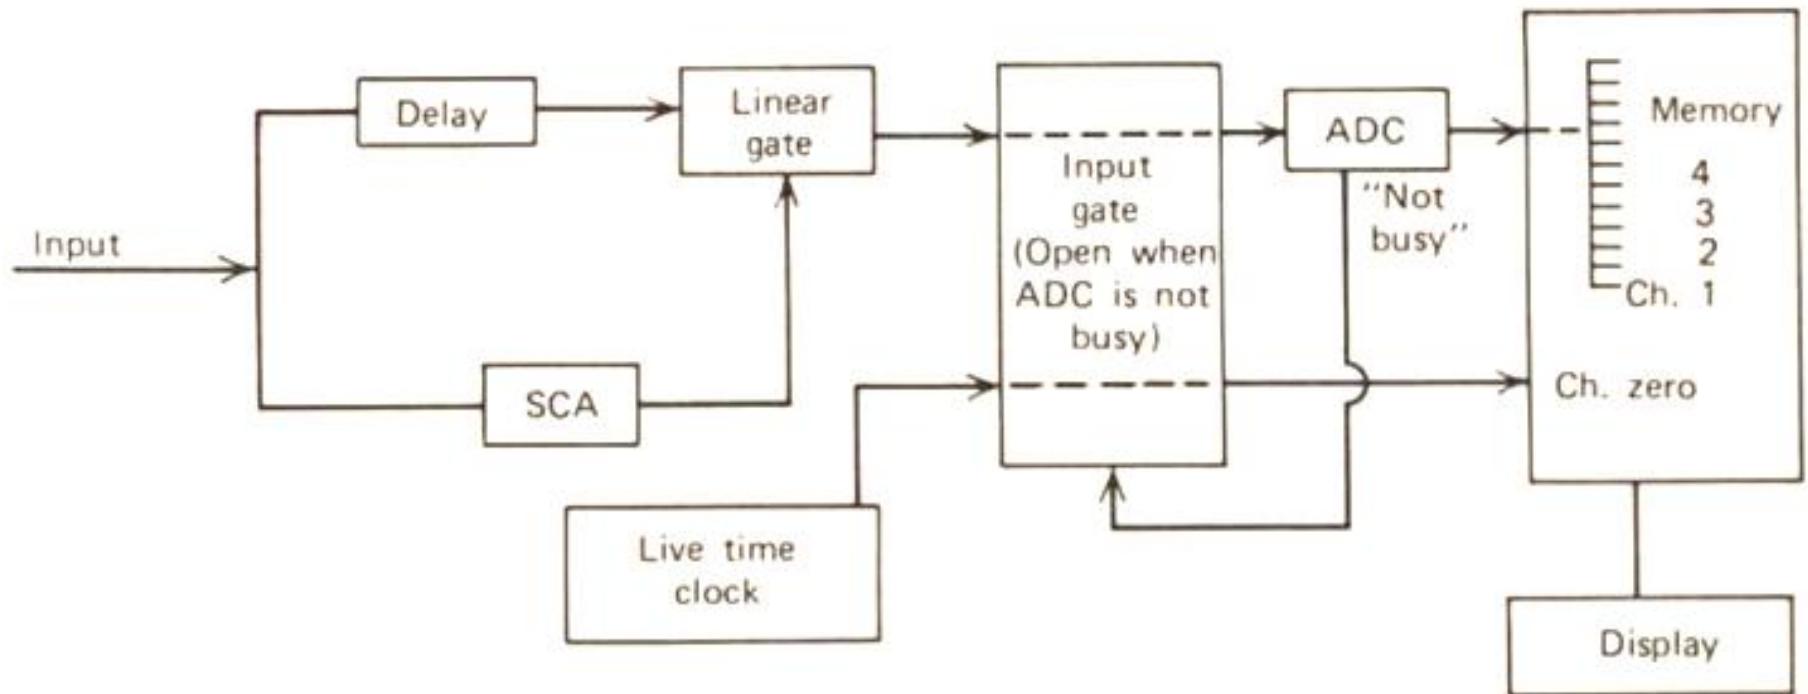 Input
Delay
Linear
gate
SCA
Live time
clock
Input
gate
(Open when
ADC is not
busy)
ADC
"Not
busy"
Memory
4
3
2
Ch. 1
Ch. zero
Display